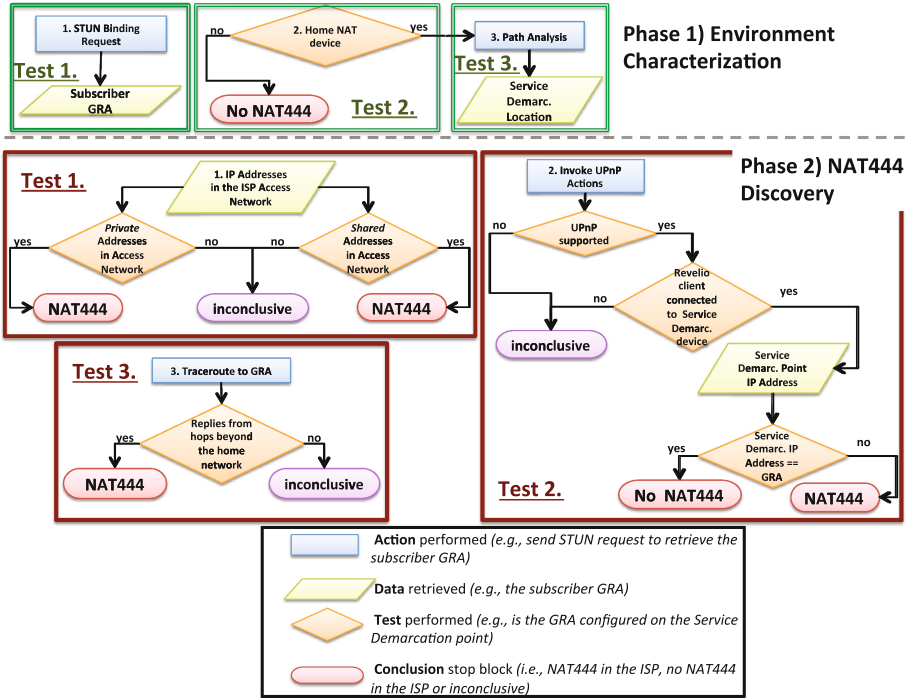 1. STUN Binding
Request
Test 1.
Subscriber
GRA
no
2. Home NAT
device
yes
No NAT444
Test 2.
3. Path Analysis
Test 3.
Service
Demarc.
Location
Phase 1) Environment
Characterization
Test 1.
1. IP Addresses
in the ISP Access
Network
yes
Private
Addresses
in Access
Network
no
no
Shared
Addresses
in Access
Network
yes
NAT444
inconclusive
NAT444
Phase 2) NAT444
Discovery
2. Invoke UPnP
Actions
no
UPnP
supported
yes
Revelio
client
connected
to Service
Demarc.
device
no
yes
inconclusive
Service
Demarc. Point
IP Address
yes
Service
Demarc. IP
Address ==
GRA
no
No NAT444
NAT444
Test 2.
Test 3.
3. Traceroute to GRA
yes
Replies from
hops beyond
the home
network
no
NAT444
inconclusive
Action performed (e.g., send STUN request to retrieve the
subscriber GRA)
Data retrieved (e.g., the subscriber GRA)
Test performed (e.g., is the GRA configured on the Service
Demarcation point)
Conclusion stop block (i.e., NAT444 in the ISP, no NAT444
in the ISP or inconclusive)